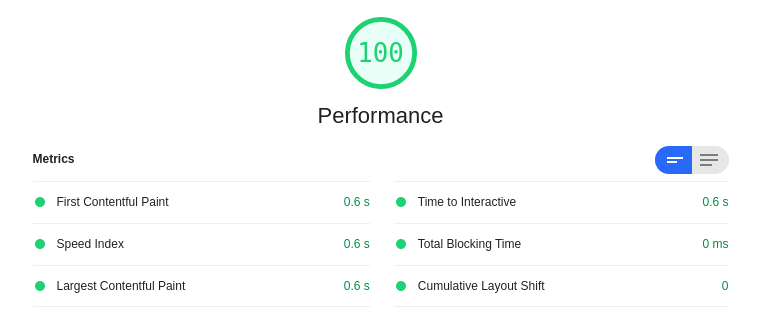 100
Performance
Metrics
First Contentful Paint 0.6 s
Time to Interactive 0.6 s
Speed Index 0.6 s
Total Blocking Time 0 ms
Largest Contentful Paint 0.6 s
Cumulative Layout Shift 0